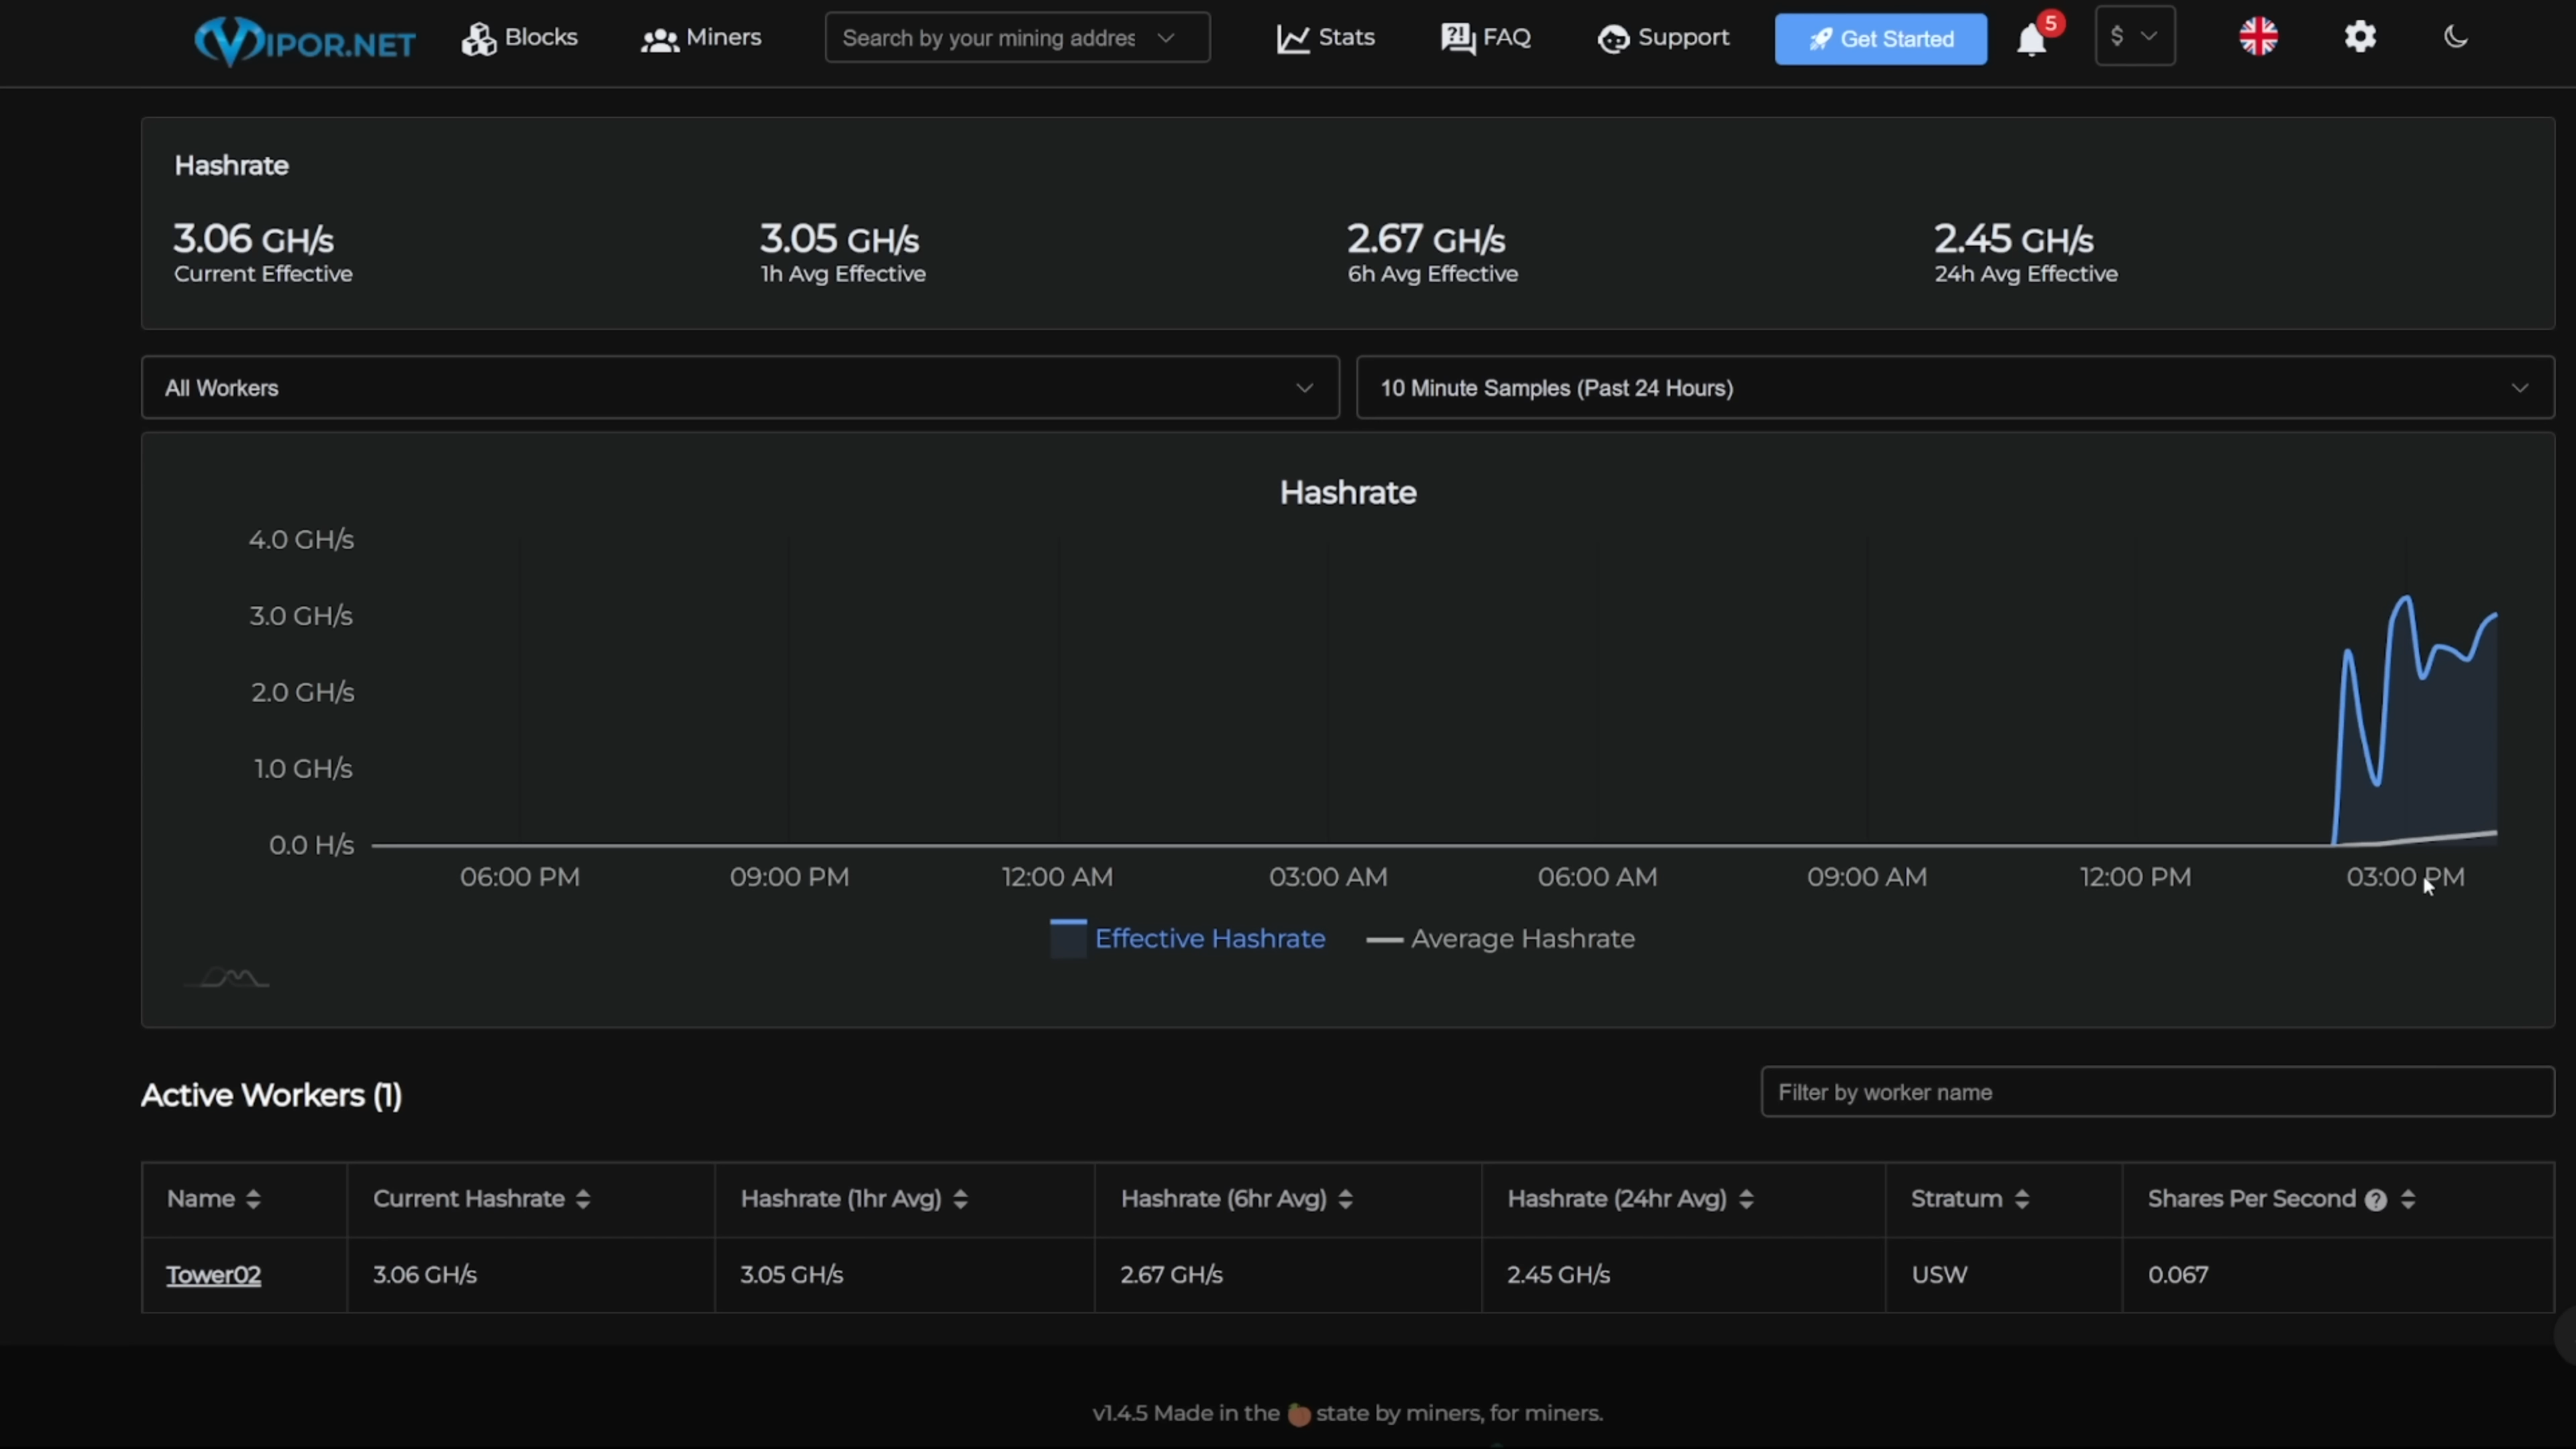 VIPOR.NET Blocks Miners Search by your mining addres Stats FAQ Support Get Started 5 $
Hashrate
3.06 GH/s 3.05 GH/s 2.67 GH/s 2.45 GH/s
Current Effective 1h Avg Effective 6h Avg Effective 24h Avg Effective
All Workers 10 Minute Samples (Past 24 Hours)
Hashrate
4.0 GH/s
3.0 GH/s
2.0 GH/s
1.0 GH/s
0.0 H/s
06:00 PM 09:00 PM 12:00 AM 03:00 AM 06:00 AM 09:00 AM 12:00 PM 03:00 PM
Effective Hashrate Average Hashrate
Active Workers (1) Filter by worker name
Name Current Hashrate Hashrate (1hr Avg) Hashrate (6hr Avg) Hashrate (24hr Avg) Stratum Shares Per Second ?
Tower02 3.06 GH/s 3.05 GH/s 2.67 GH/s 2.45 GH/s USW 0.067
v1.4.5 Made in the 🍑 state by miners, for miners.